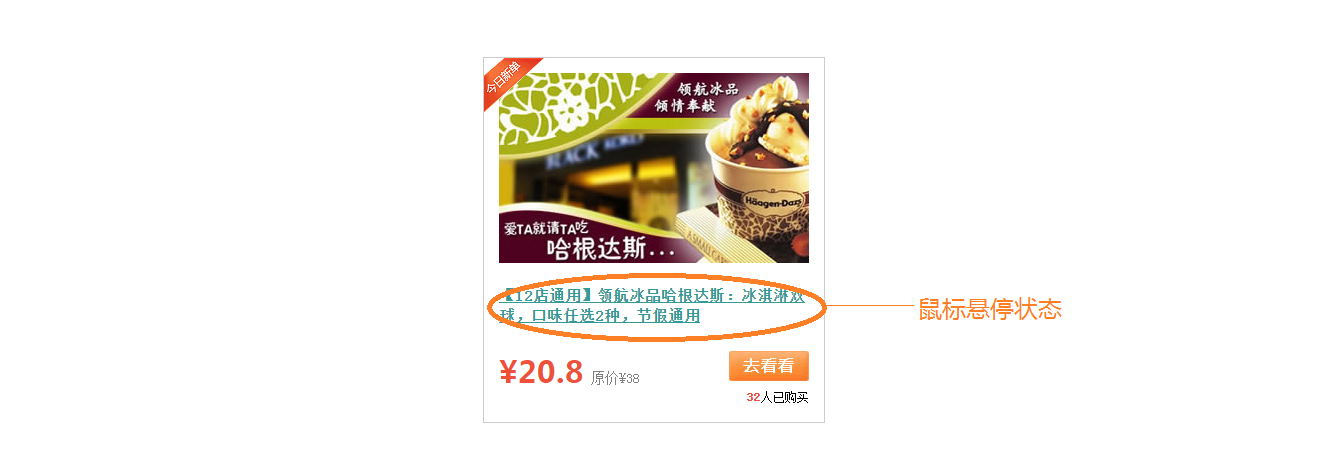 今日新单
领航冰品
倾情奉献
BLACK
Häagen-Dazs
爱TA就请TA吃
哈根达斯...
【12店通用】领航冰品哈根达斯：冰淇淋双
球，口味任选2种，节假通用
鼠标悬停状态
¥20.8 原价¥38
去看看
32人已购买